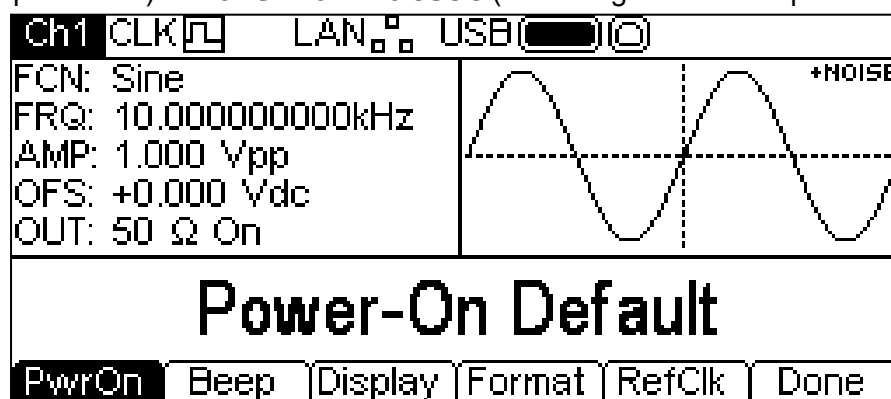 Ch1 CLK LAN USB
FCN: Sine
FRQ: 10.000000000kHz
AMP: 1.000 Vpp
OFS: +0.000 Vdc
OUT: 50 Ω On
+NOISE
Power-On Default
PwrOn Beep Display Format RefClk Done